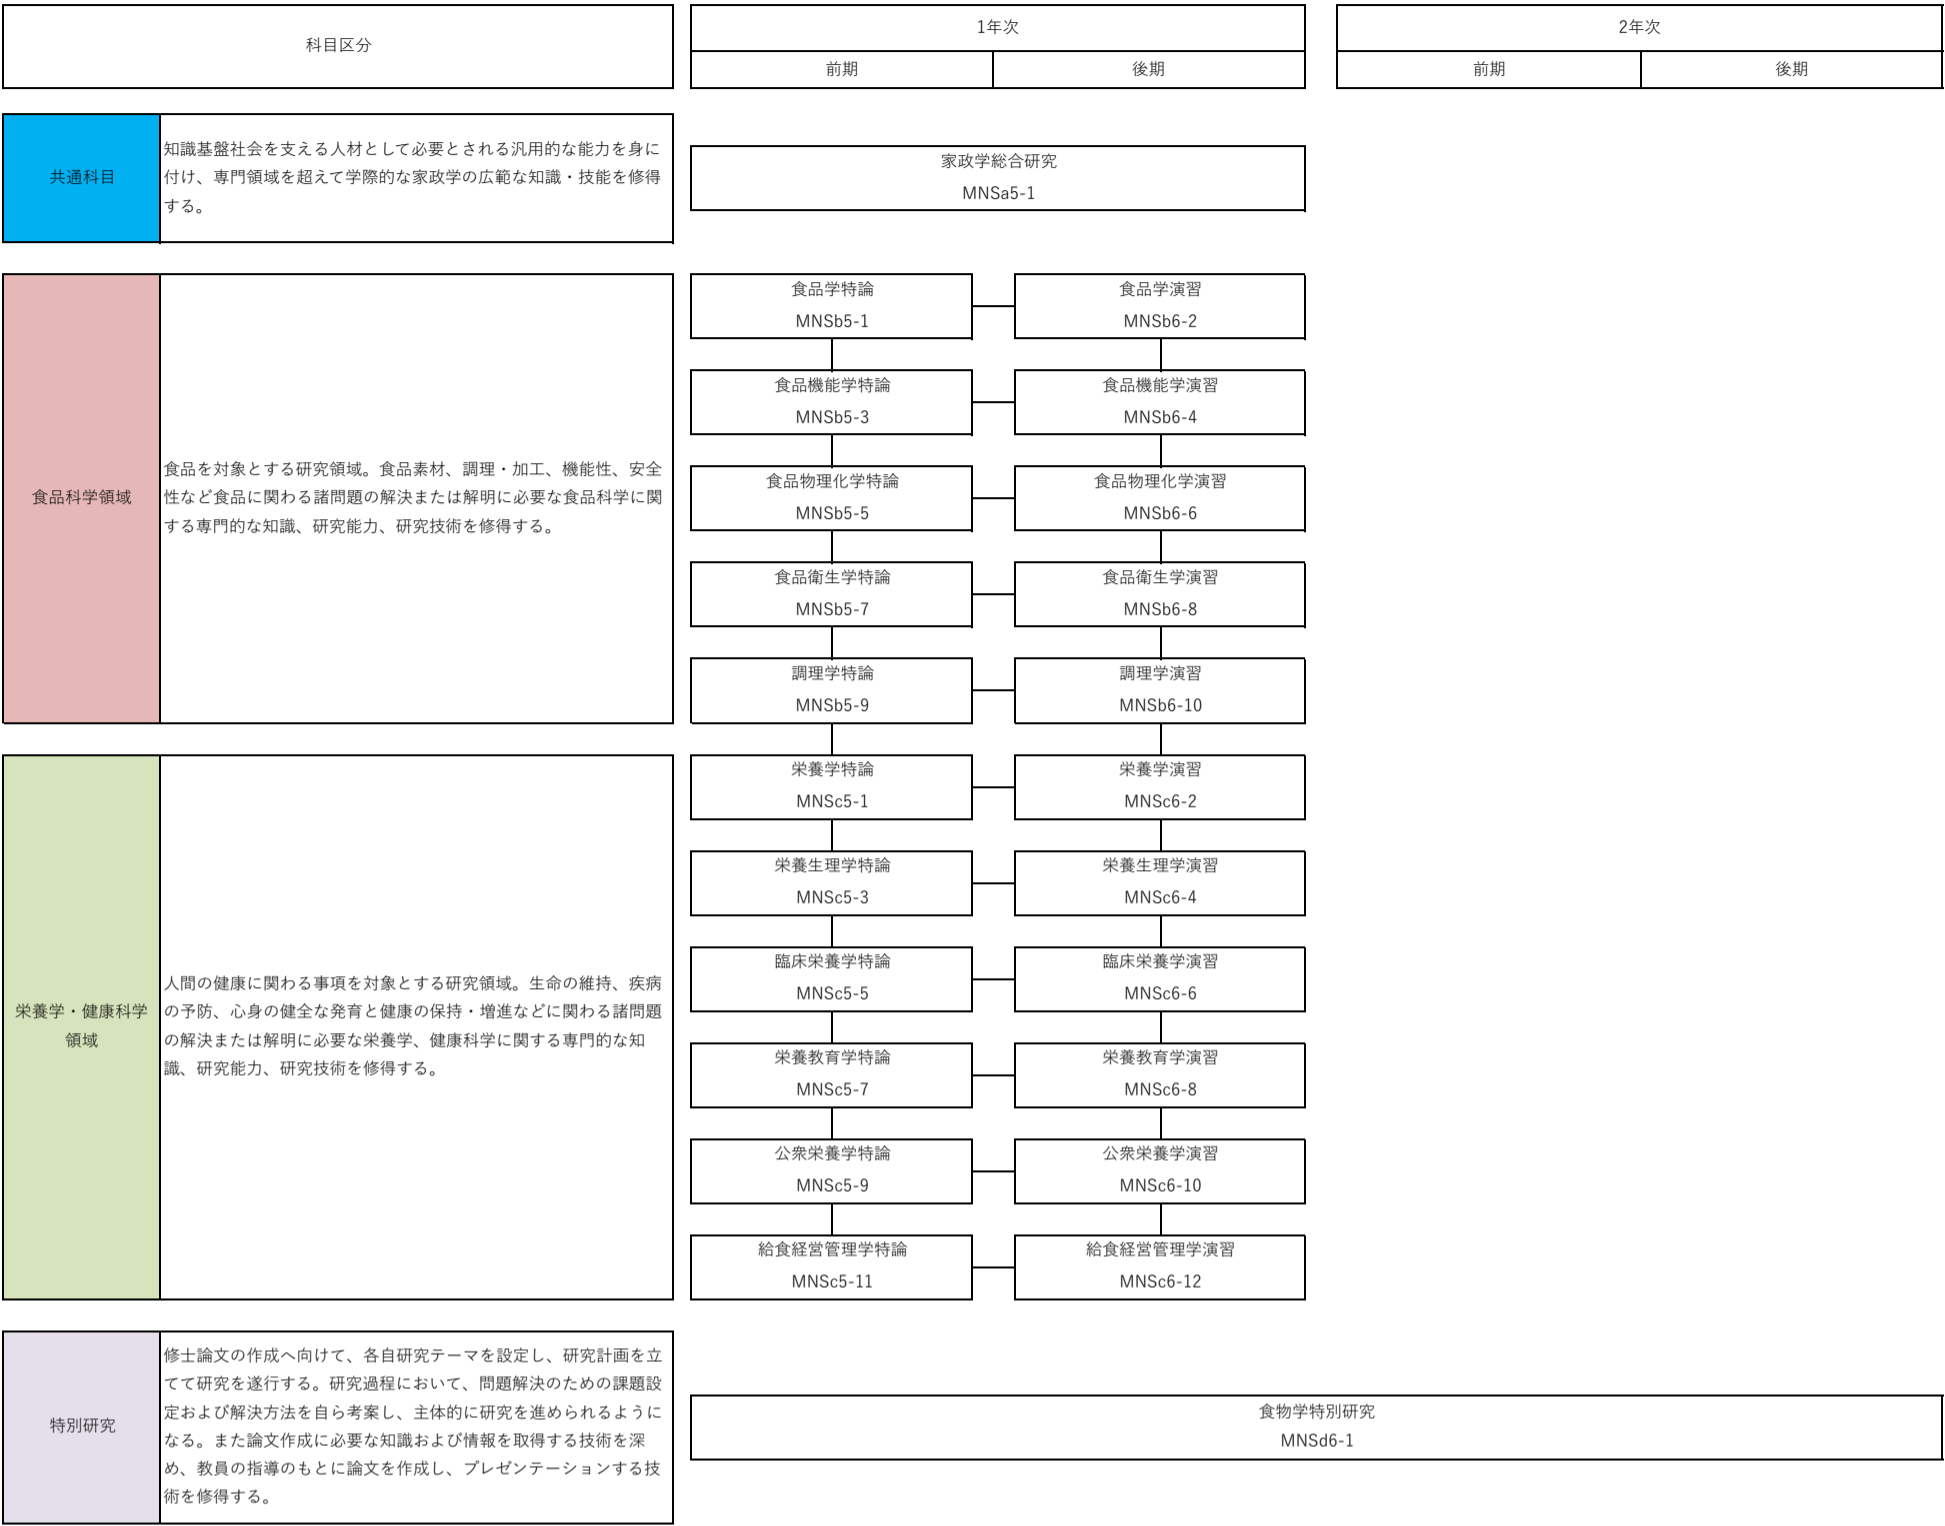 科目区分
1年次
2年次
前期
後期
前期
後期
共通科目
知識基盤社会を支える人材として必要とされる汎用的な能力を身に
付け、専門領域を超えて学際的な家政学の広範な知識・技能を修得
する。
家政学総合研究
MNSa5-1
食品科学領域
食品を対象とする研究領域。食品素材、調理・加工、機能性、安全
性など食品に関わる諸問題の解決または解明に必要な食品科学に関
する専門的な知識、研究能力、研究技術を修得する。
食品学特論
MNSb5-1
食品学演習
MNSb6-2
食品機能学特論
MNSb5-3
食品機能学演習
MNSb6-4
食品物理化学特論
MNSb5-5
食品物理化学演習
MNSb6-6
食品衛生学特論
MNSb5-7
食品衛生学演習
MNSb6-8
調理学特論
MNSb5-9
調理学演習
MNSb6-10
栄養学・健康科学
領域
人間の健康に関わる事項を対象とする研究領域。生命の維持、疾病
の予防、心身の健全な発育と健康の保持・増進などに関わる諸問題
の解決または解明に必要な栄養学、健康科学に関する専門的な知
識、研究能力、研究技術を修得する。
栄養学特論
MNSc5-1
栄養学演習
MNSc6-2
栄養生理学特論
MNSc5-3
栄養生理学演習
MNSc6-4
臨床栄養学特論
MNSc5-5
臨床栄養学演習
MNSc6-6
栄養教育学特論
MNSc5-7
栄養教育学演習
MNSc6-8
公衆栄養学特論
MNSc5-9
公衆栄養学演習
MNSc6-10
給食経営管理学特論
MNSc5-11
給食経営管理学演習
MNSc6-12
特別研究
修士論文の作成へ向けて、各自研究テーマを設定し、研究計画を立
てて研究を遂行する。研究過程において、問題解決のための課題設
定および解決方法を自ら考案し、主体的に研究を進められるように
なる。また論文作成に必要な知識および情報を取得する技術を深
め、教員の指導のもとに論文を作成し、プレゼンテーションする技
術を修得する。
食物学特別研究
MNSd6-1